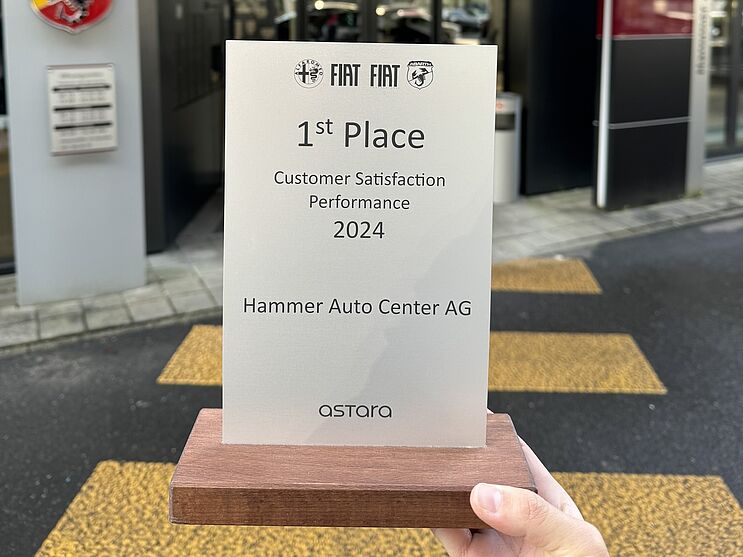 FIAT FIAT
1st Place
Customer Satisfaction
Performance
2024
Hammer Auto Center AG
astara